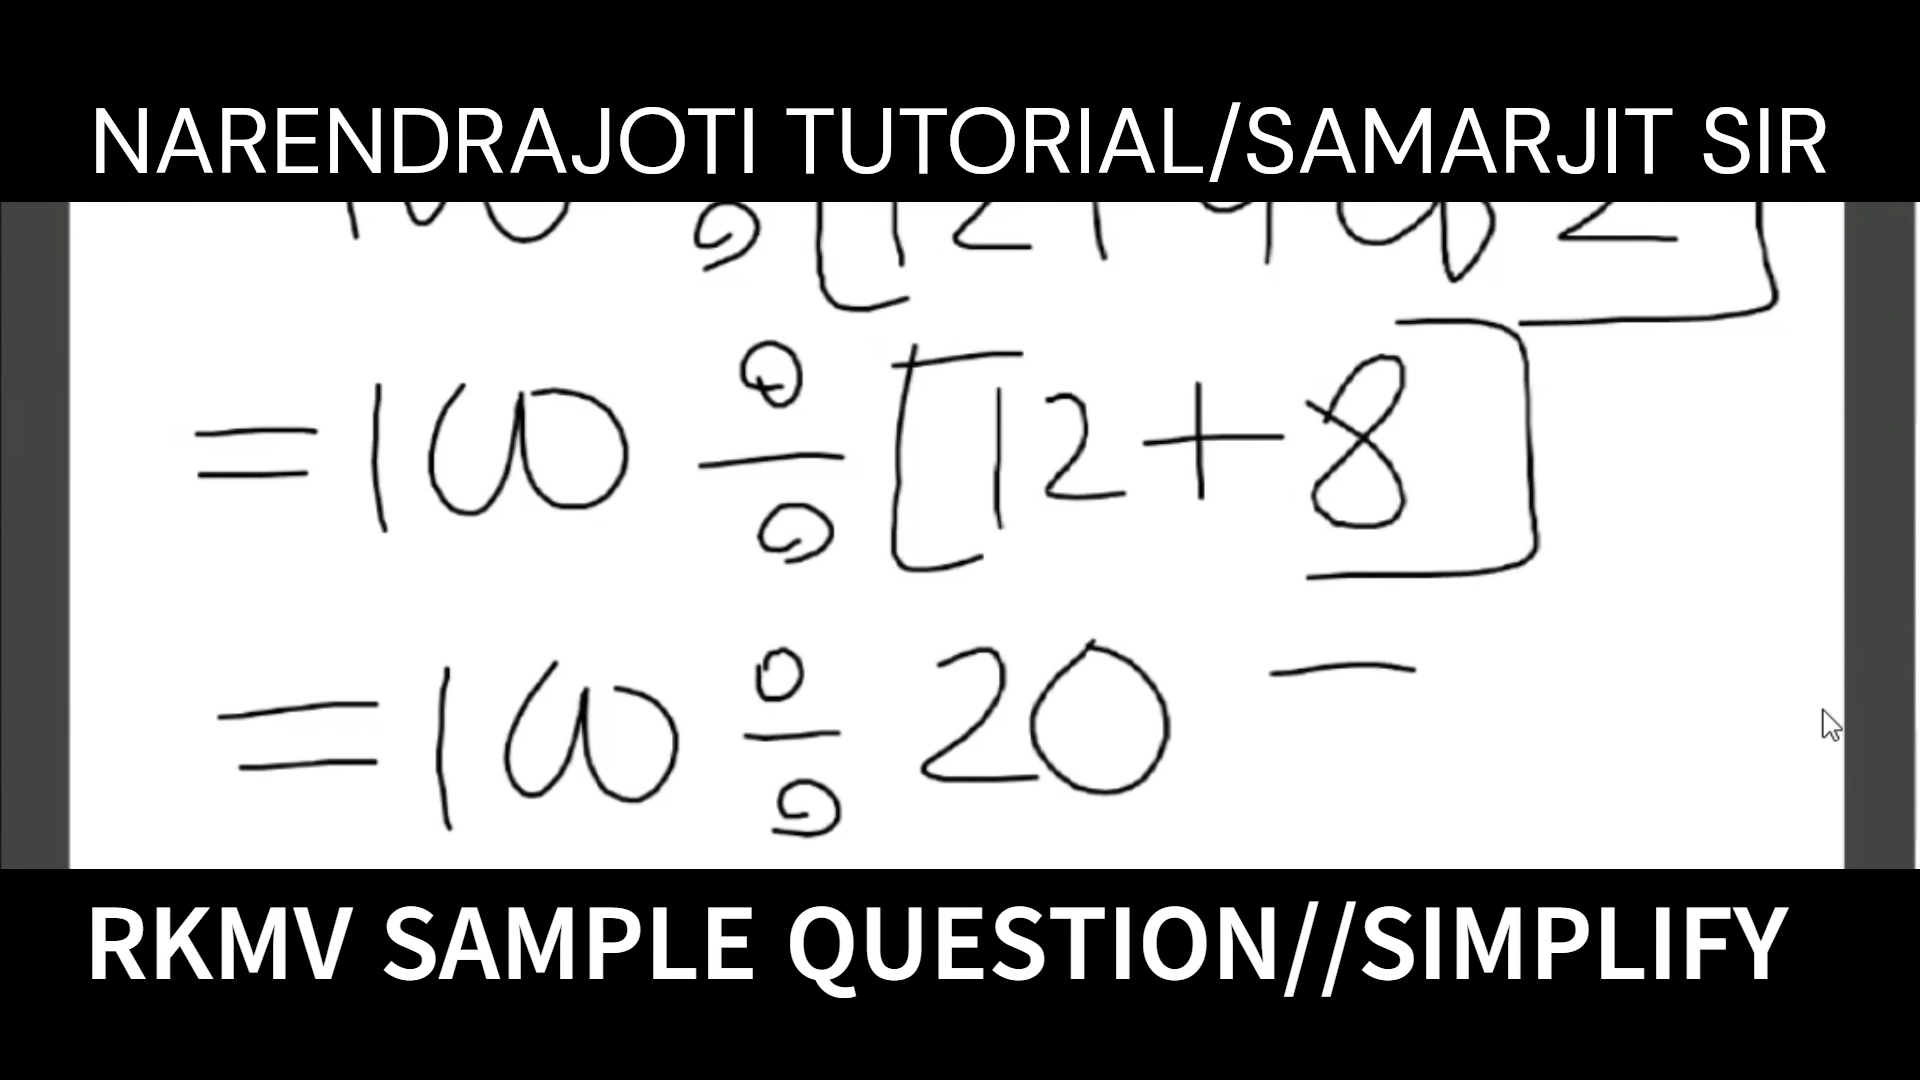 NARENDRAJOTI TUTORIAL/SAMARJIT SIR
= 100 ÷ [12+8]
= 100 ÷ 20
RKMV SAMPLE QUESTION//SIMPLIFY